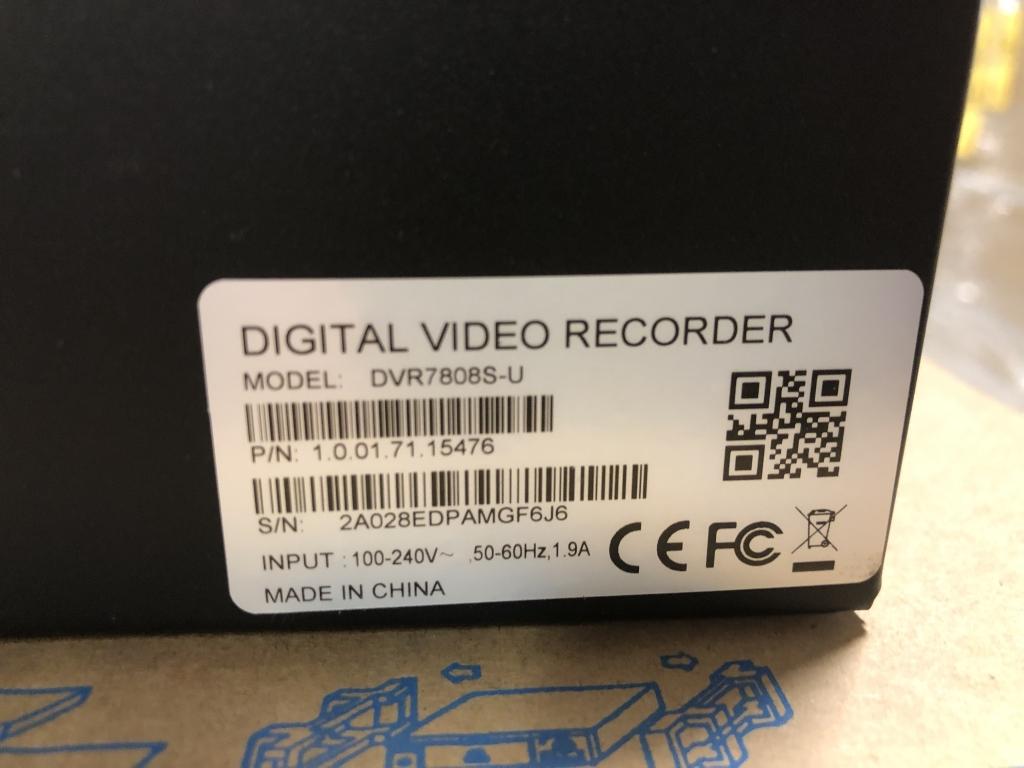 DIGITAL VIDEO RECORDER
MODEL: DVR7808S-U
P/N: 1.0.01.71.15476
S/N: 2A028EDPAMGF6J6
INPUT : 100-240V~ ,50-60Hz,1.9A
CE FC
MADE IN CHINA